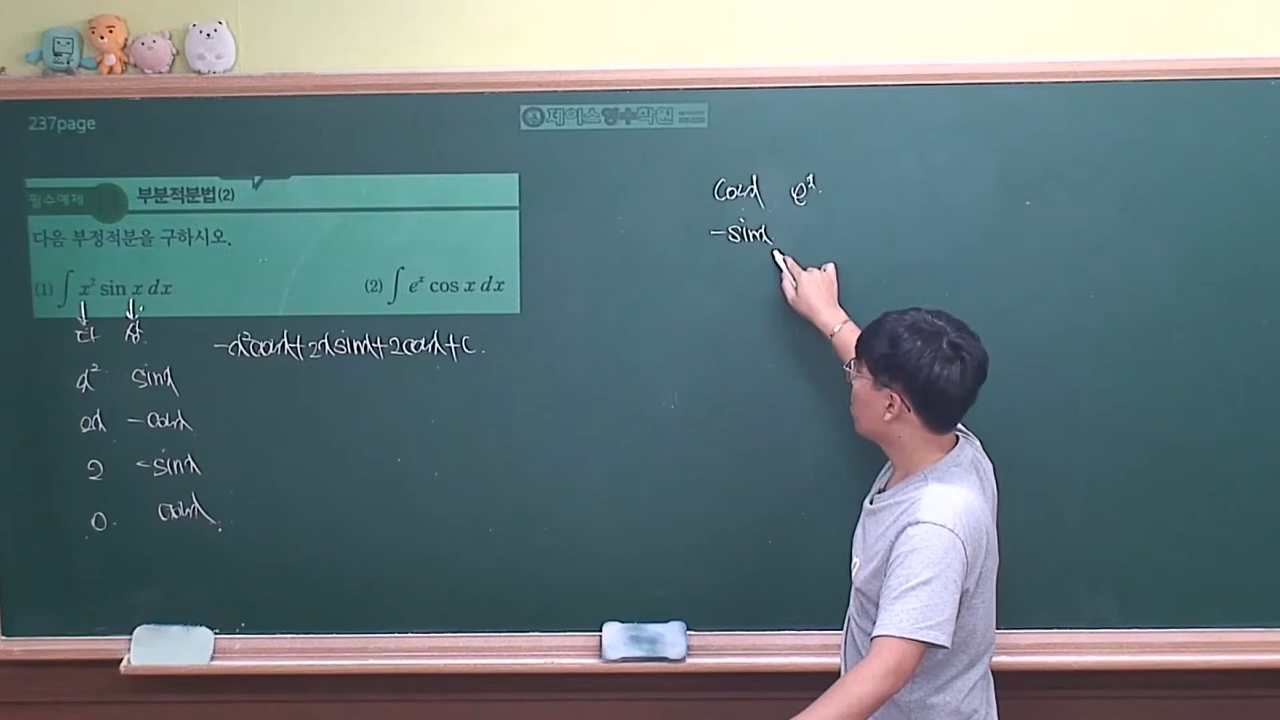 237page
제이스영수학원
필수예제
부분적분법(2)
다음 부정적분을 구하시오.
(1) ∫ x² sin x dx
(2) ∫ eˣ cos x dx
↓ ↓
다 삼
-x²cosx+2xsinx+2cosx+C.
x² sinx
2x -cosx
2 -sinx
0. cosx
cosx eˣ
-sinx